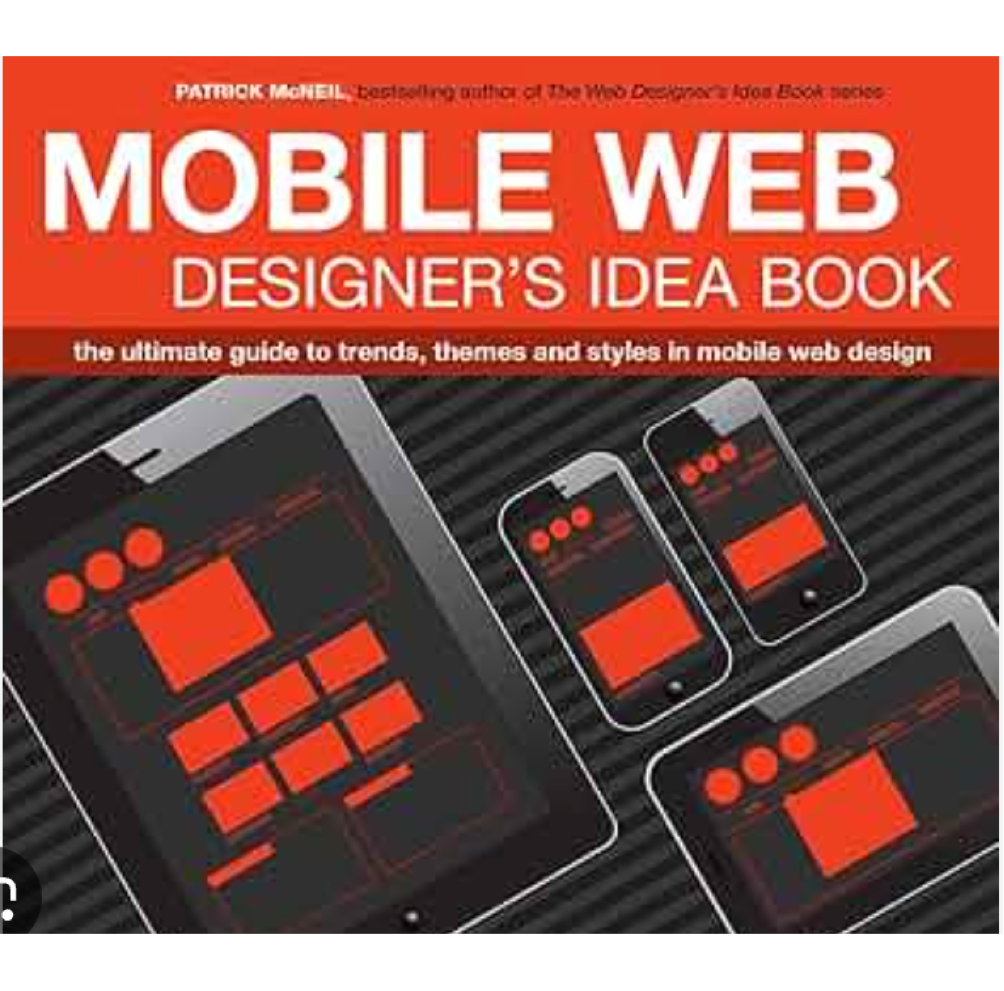 PATRICK McNEIL, bestselling author of The Web Designer's Idea Book series
MOBILE WEB
DESIGNER'S IDEA BOOK
the ultimate guide to trends, themes and styles in mobile web design